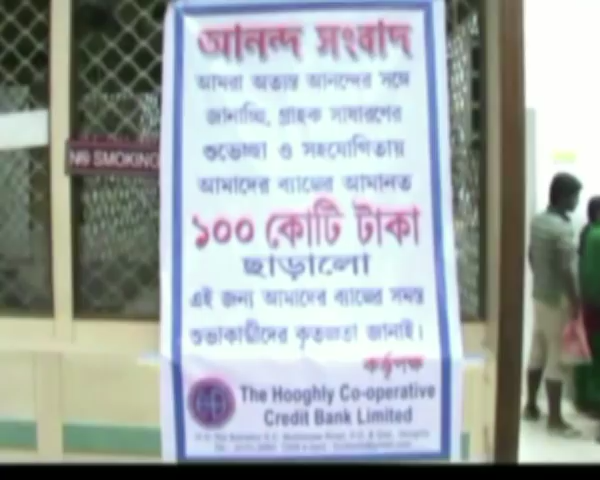 আনন্দ সংবাদ
আমরা অত্যন্ত আনন্দের সঙ্গে
জানাচ্ছি, গ্রাহক সাধারণের
শুভেচ্ছা ও সহযোগিতায়
আমাদের ব্যাঙ্কের আমানত
১০০ কোটি টাকা
ছাড়ালো
এই জন্য আমাদের ব্যাঙ্কের সমস্ত
শুভাকাঙ্ক্ষীদের কৃতজ্ঞতা জানাই।
কর্তৃপক্ষ
The Hooghly Co-operative
Credit Bank Limited
NO SMOKING